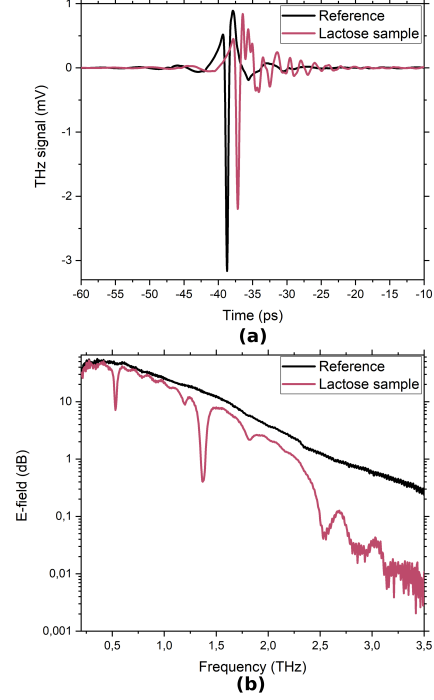 Reference
Lactose sample
1
0
-1
-2
-3
THz signal (mV)
-60 -55 -50 -45 -40 -35 -30 -25 -20 -15 -10
Time (ps)
(a)
Reference
Lactose sample
10
1
0,1
0,01
0,001
E-field (dB)
0,5 1,0 1,5 2,0 2,5 3,0 3,5
Frequency (THz)
(b)